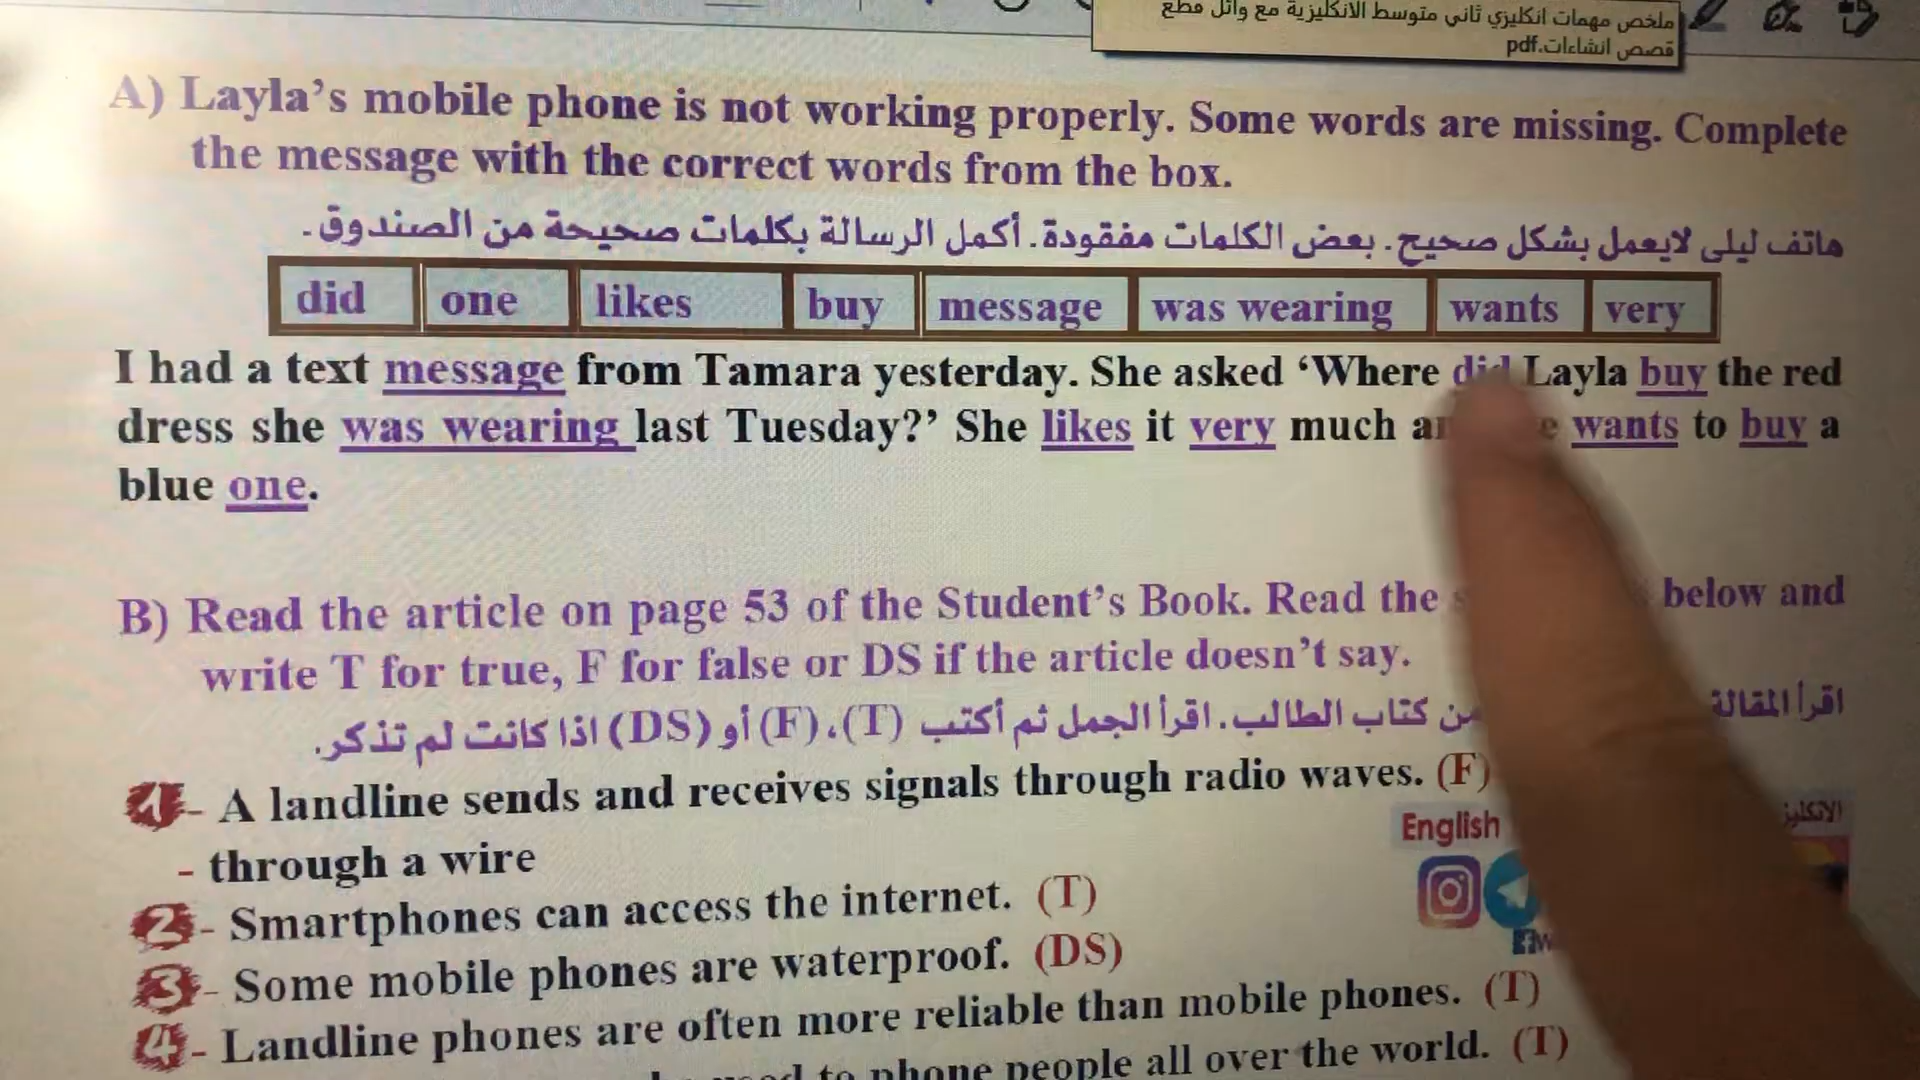 ملخص مهمات انكليزي ثاني متوسط الانكليزية مع وائل قطع
قصص انشاءات.pdf
A) Layla's mobile phone is not working properly. Some words are missing. Complete
the message with the correct words from the box.
هاتف ليلى لايعمل بشكل صحيح. بعض الكلمات مفقودة. أكمل الرسالة بكلمات صحيحة من الصندوق.
did one likes buy message was wearing wants very
I had a text message from Tamara yesterday. She asked ‘Where did Layla buy the red
dress she was wearing last Tuesday?’ She likes it very much wants to buy a
blue one.
B) Read the article on page 53 of the Student's Book. Read the below and
write T for true, F for false or DS if the article doesn't say.
اقرأ المقالة من كتاب الطالب. اقرأ الجمل ثم أكتب (T)، (F) أو (DS) اذا كانت لم تذكر.
1- A landline sends and receives signals through radio waves. (F)
- through a wire
English
2- Smartphones can access the internet. (T)
3- Some mobile phones are waterproof. (DS)
4- Landline phones are often more reliable than mobile phones. (T)
to phone people all over the world. (T)